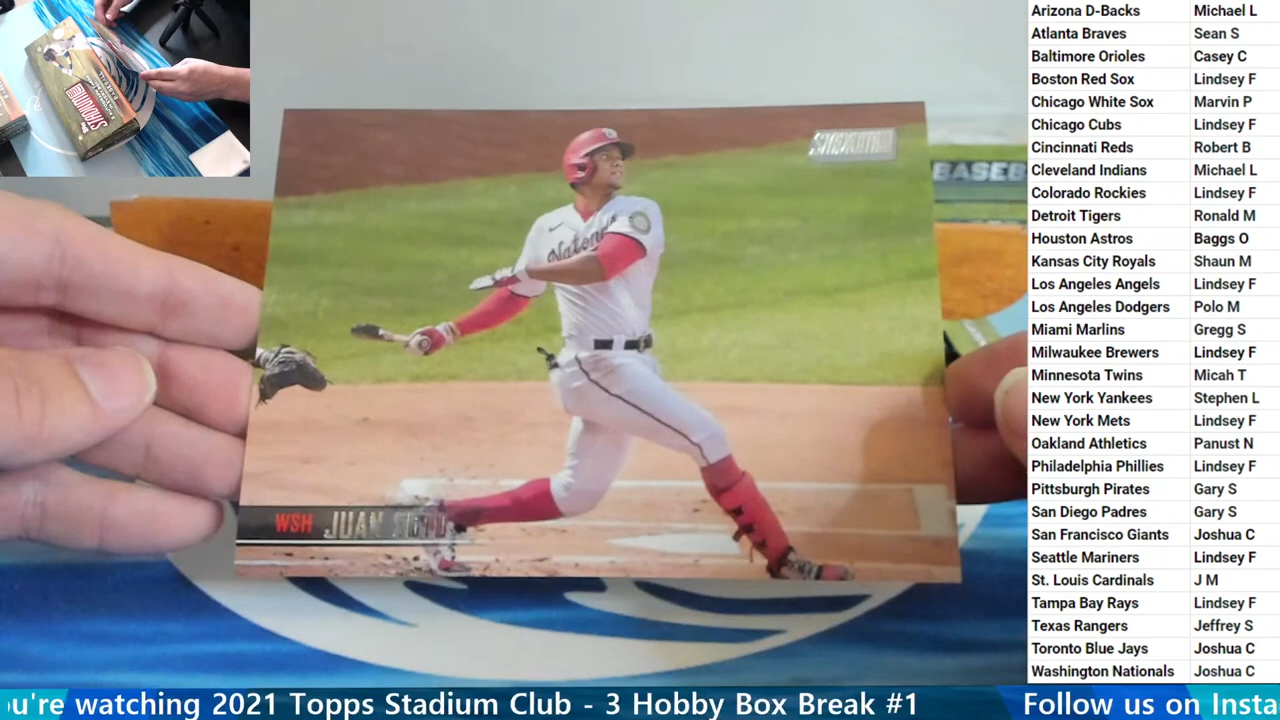 STADIUM
BASEBALL
STADIUM
BASEB
Nationals
WSH JUAN SOTO
Arizona D-Backs Michael L
Atlanta Braves Sean S
Baltimore Orioles Casey C
Boston Red Sox Lindsey F
Chicago White Sox Marvin P
Chicago Cubs Lindsey F
Cincinnati Reds Robert B
Cleveland Indians Michael L
Colorado Rockies Lindsey F
Detroit Tigers Ronald M
Houston Astros Baggs O
Kansas City Royals Shaun M
Los Angeles Angels Lindsey F
Los Angeles Dodgers Polo M
Miami Marlins Gregg S
Milwaukee Brewers Lindsey F
Minnesota Twins Micah T
New York Yankees Stephen L
New York Mets Lindsey F
Oakland Athletics Panust N
Philadelphia Phillies Lindsey F
Pittsburgh Pirates Gary S
San Diego Padres Gary S
San Francisco Giants Joshua C
Seattle Mariners Lindsey F
St. Louis Cardinals J M
Tampa Bay Rays Lindsey F
Texas Rangers Jeffrey S
Toronto Blue Jays Joshua C
Washington Nationals Joshua C
u're watching 2021 Topps Stadium Club - 3 Hobby Box Break #1 Follow us on Insta